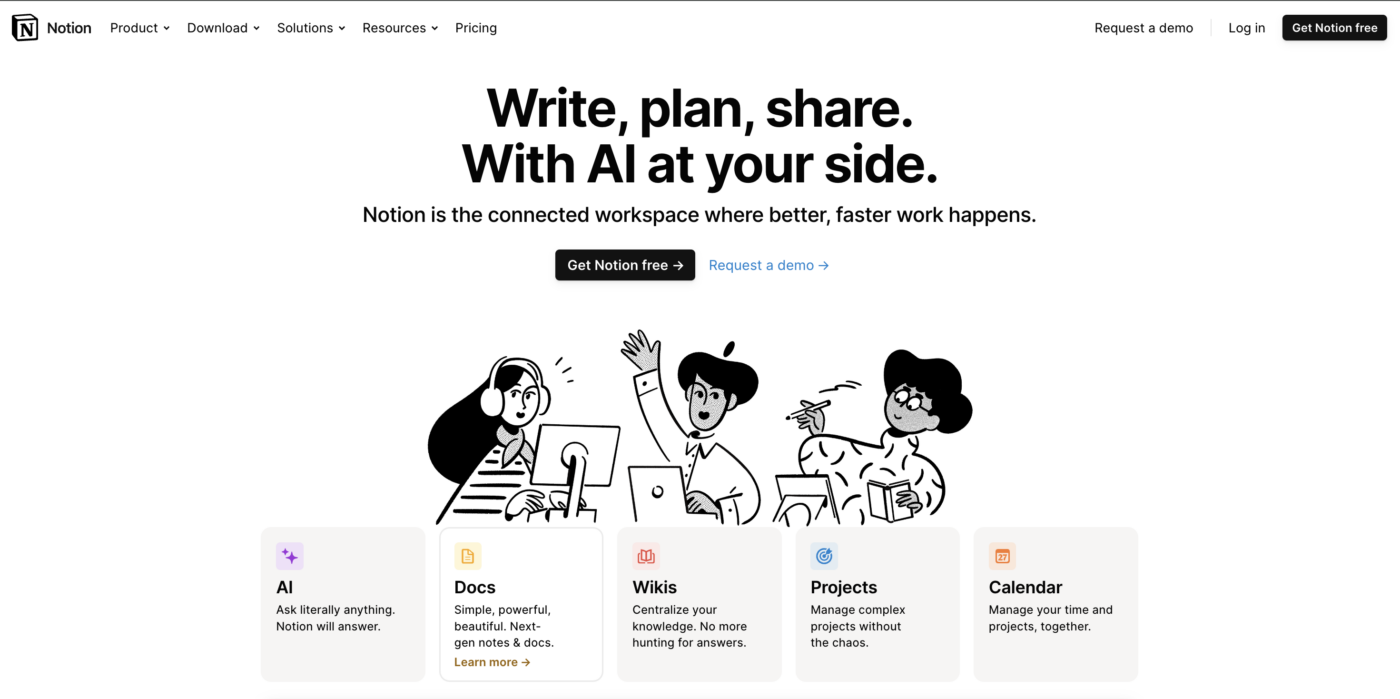 Notion
Product
Download
Solutions
Resources
Pricing
Request a demo
Log in
Get Notion free
Write, plan, share.
With AI at your side.
Notion is the connected workspace where better, faster work happens.
Get Notion free →
Request a demo →
AI
Ask literally anything.
Notion will answer.
Docs
Simple, powerful,
beautiful. Next-
gen notes & docs.
Learn more →
Wikis
Centralize your
knowledge. No more
hunting for answers.
Projects
Manage complex
projects without
the chaos.
27
Calendar
Manage your time and
projects, together.